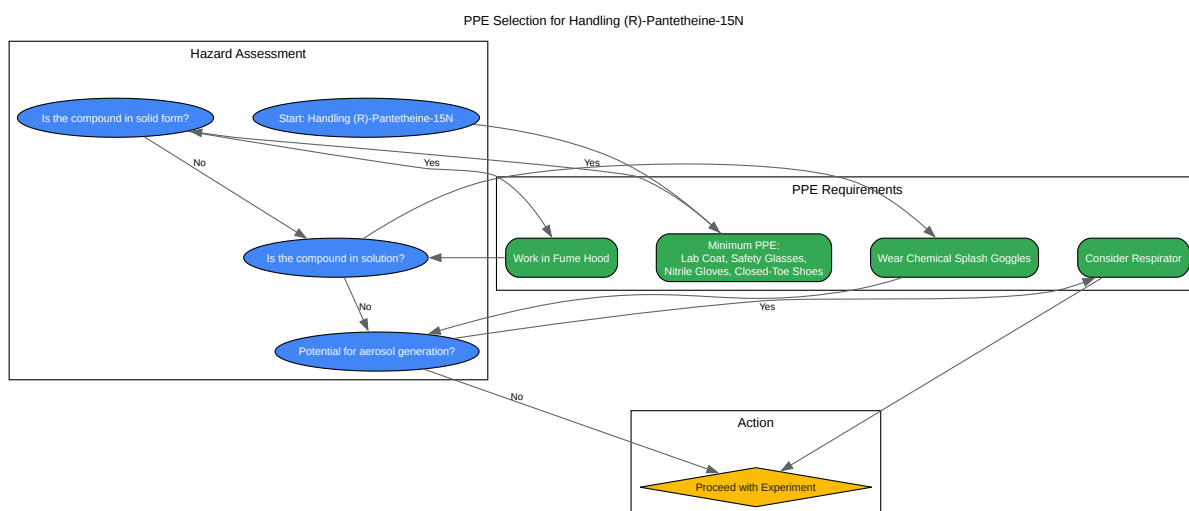 PPE Selection for Handling (R)-Pantetheine-15N
Hazard Assessment
Is the compound in solid form?
Start: Handling (R)-Pantetheine-15N
No
Yes
Yes
PPE Requirements
Is the compound in solution?
Work in Fume Hood
Minimum PPE:
Lab Coat, Safety Glasses,
Nitrile Gloves, Closed-Toe Shoes
Wear Chemical Splash Goggles
Consider Respirator
No
Yes
Potential for aerosol generation?
No
Action
Proceed with Experiment